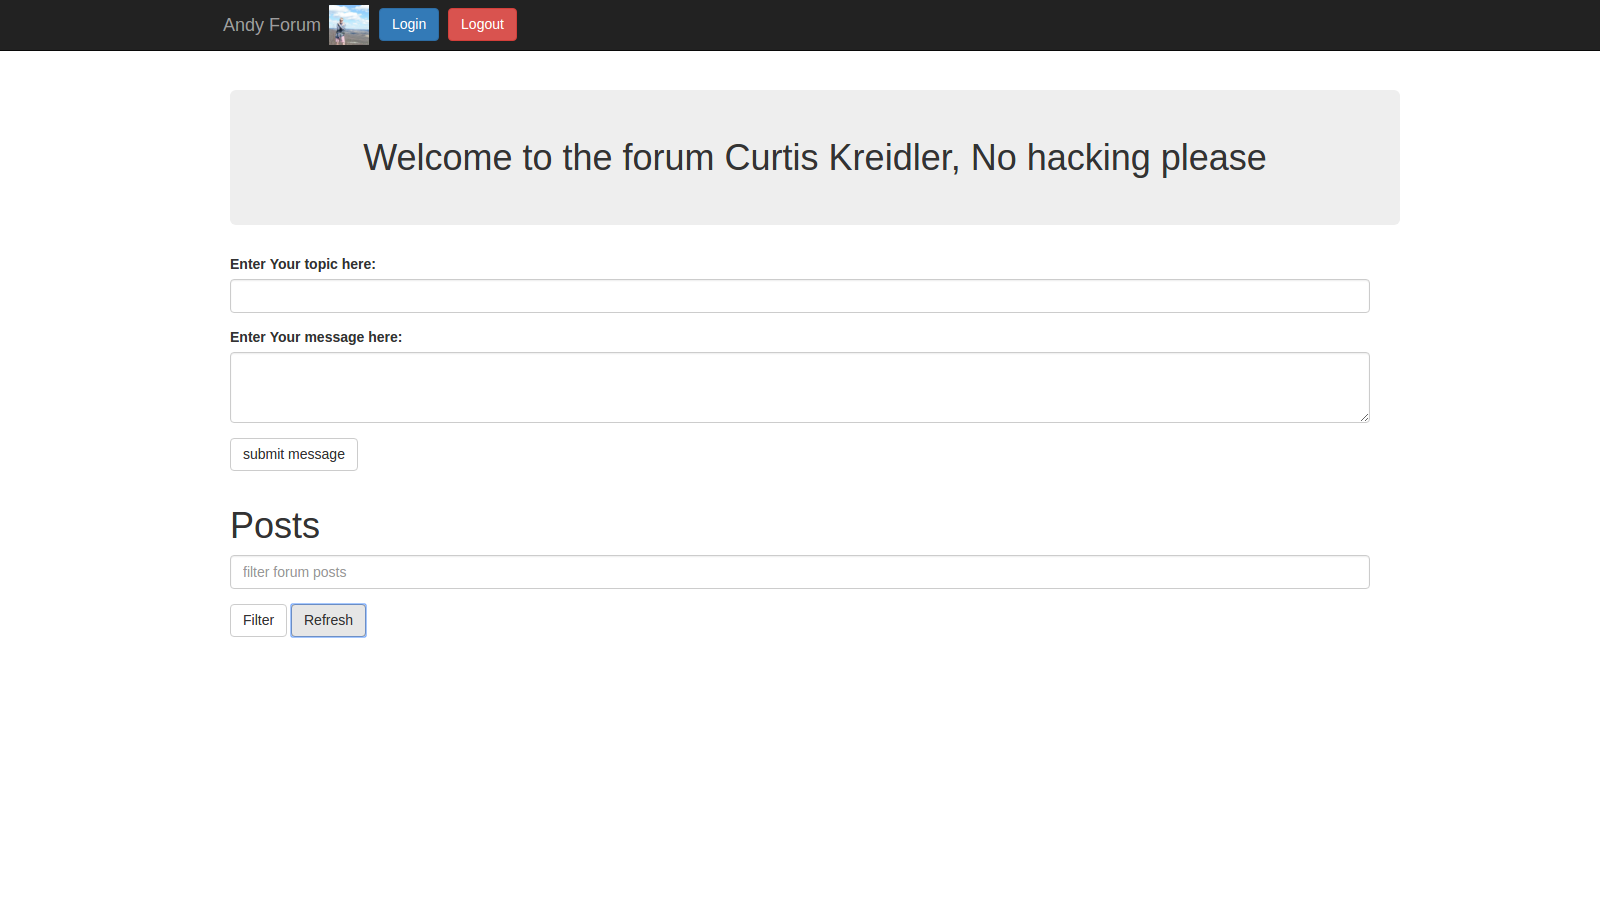 Andy Forum
Login
Logout
Welcome to the forum Curtis Kreidler, No hacking please
Enter Your topic here:
Enter Your message here:
submit message
Posts
filter forum posts
Filter
Refresh